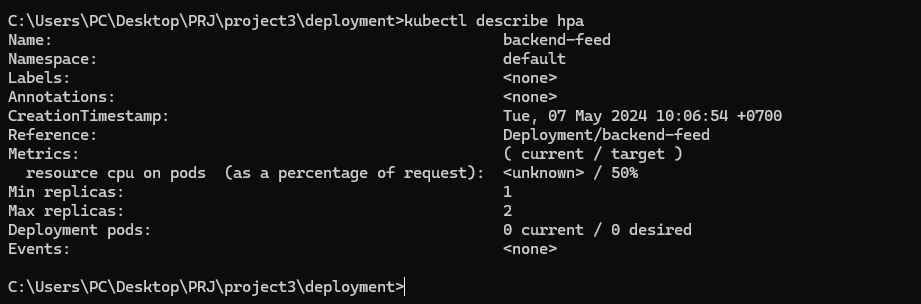 C:\Users\PC\Desktop\PRJ\project3\deployment>kubectl describe hpa
Name:                                                  backend-feed
Namespace:                                             default
Labels:                                                <none>
Annotations:                                           <none>
CreationTimestamp:                                     Tue, 07 May 2024 10:06:54 +0700
Reference:                                             Deployment/backend-feed
Metrics:                                               ( current / target )
  resource cpu on pods  (as a percentage of request):  <unknown> / 50%
Min replicas:                                          1
Max replicas:                                          2
Deployment pods:                                       0 current / 0 desired
Events:                                                <none>
C:\Users\PC\Desktop\PRJ\project3\deployment>